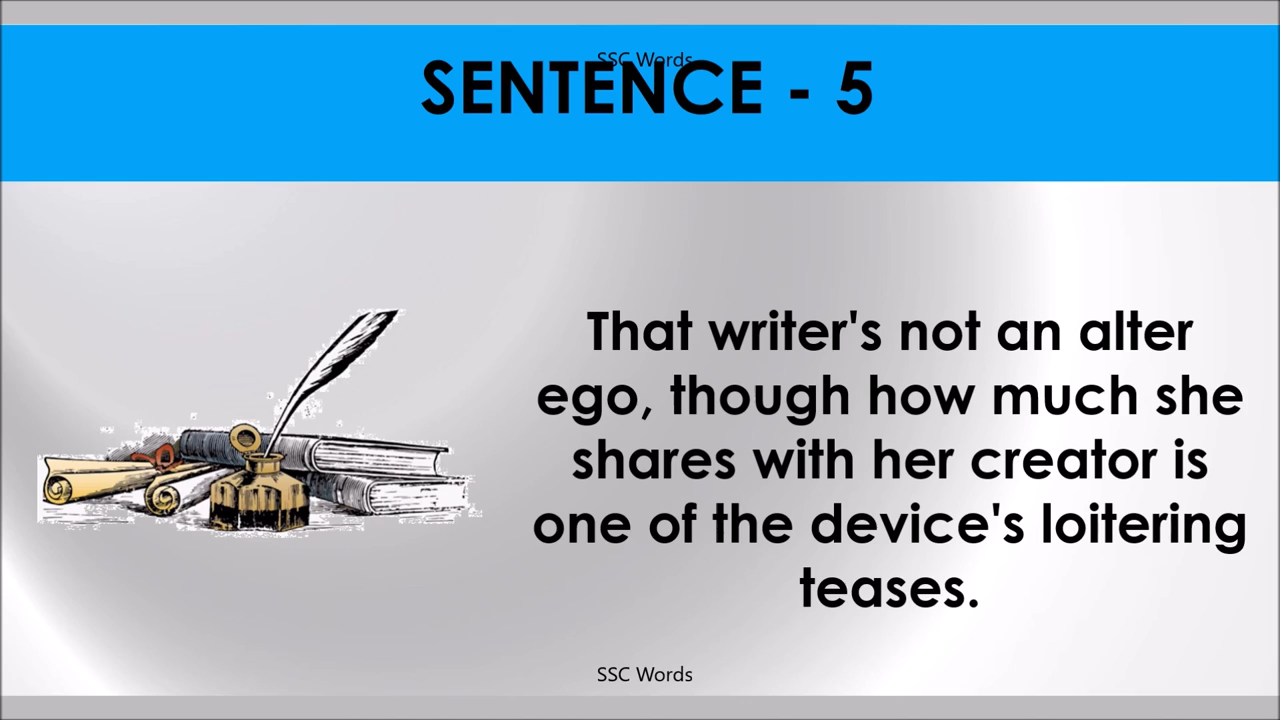 SSC Words
SENTENCE - 5
That writer's not an alter
ego, though how much she
shares with her creator is
one of the device's loitering
teases.
SSC Words